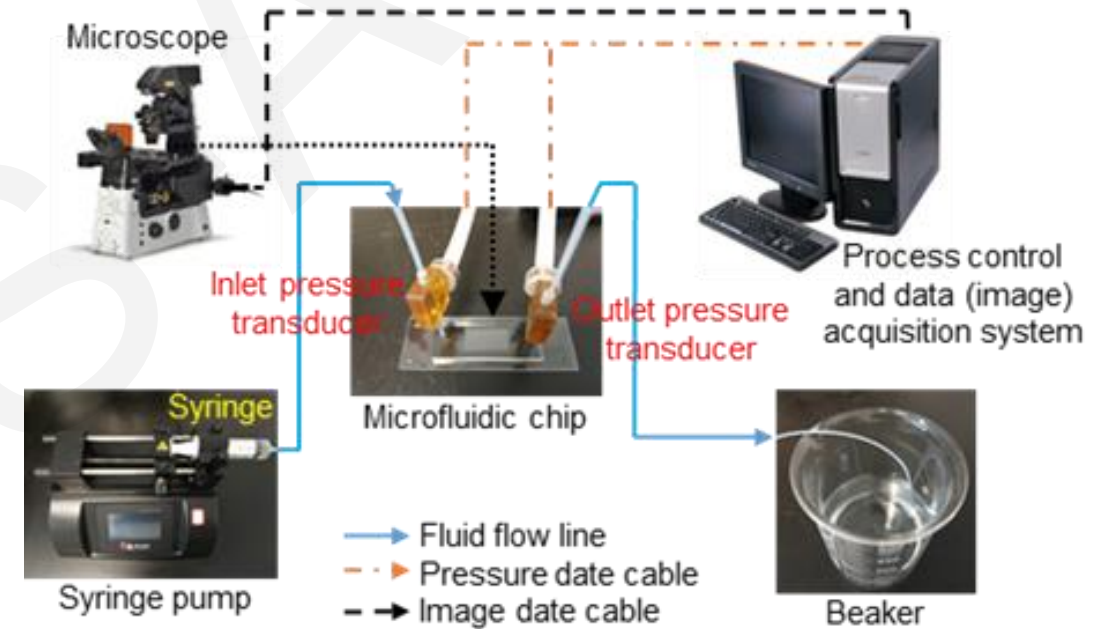 Microscope
Process control
and data (image)
acquisition system
Inlet pressure
transducer
Outlet pressure
transducer
Microfluidic chip
Syringe
Syringe pump
Fluid flow line
Pressure date cable
Image date cable
Beaker